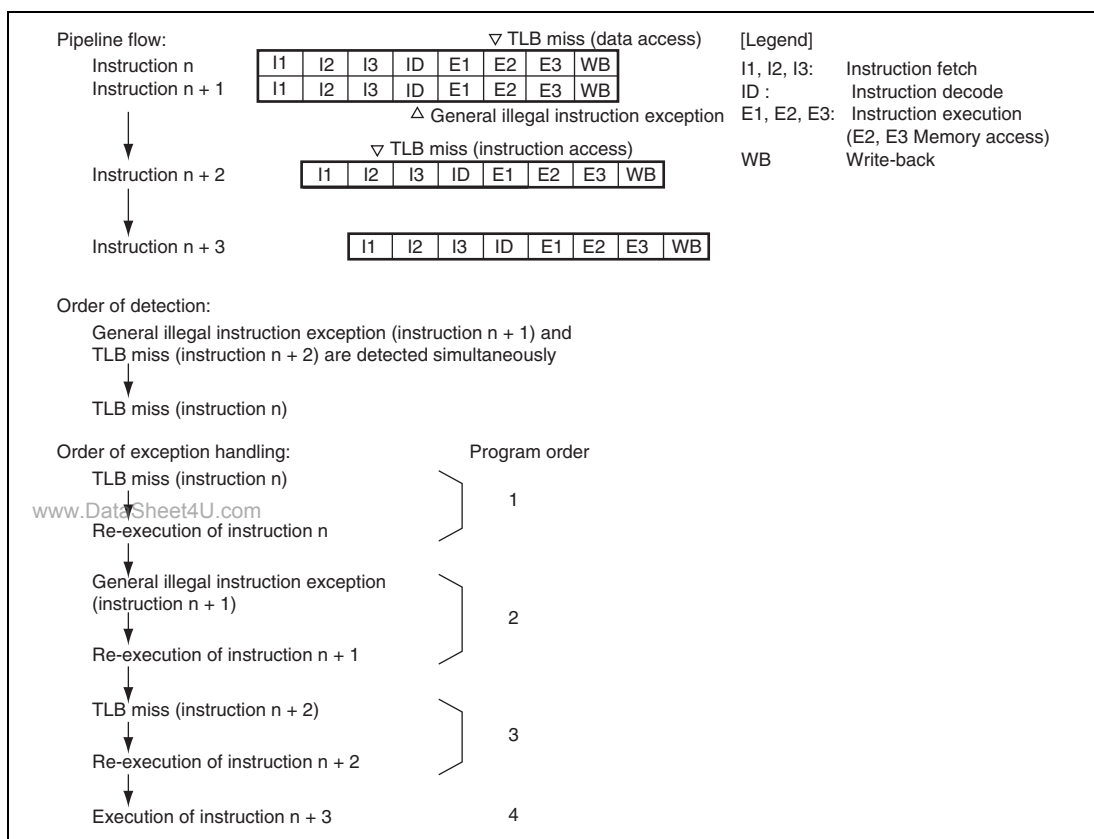 Pipeline flow:
▽ TLB miss (data access)
Instruction n I1 I2 I3 ID E1 E2 E3 WB
Instruction n + 1 I1 I2 I3 ID E1 E2 E3 WB
△ General illegal instruction exception
▽ TLB miss (instruction access)
Instruction n + 2 I1 I2 I3 ID E1 E2 E3 WB
Instruction n + 3 I1 I2 I3 ID E1 E2 E3 WB
[Legend]
I1, I2, I3: Instruction fetch
ID : Instruction decode
E1, E2, E3: Instruction execution
(E2, E3 Memory access)
WB Write-back
Order of detection:
General illegal instruction exception (instruction n + 1) and
TLB miss (instruction n + 2) are detected simultaneously
TLB miss (instruction n)
Order of exception handling: Program order
TLB miss (instruction n)
1
www.DataSheet4U.com
Re-execution of instruction n
General illegal instruction exception
(instruction n + 1)
2
Re-execution of instruction n + 1
TLB miss (instruction n + 2)
3
Re-execution of instruction n + 2
Execution of instruction n + 3 4